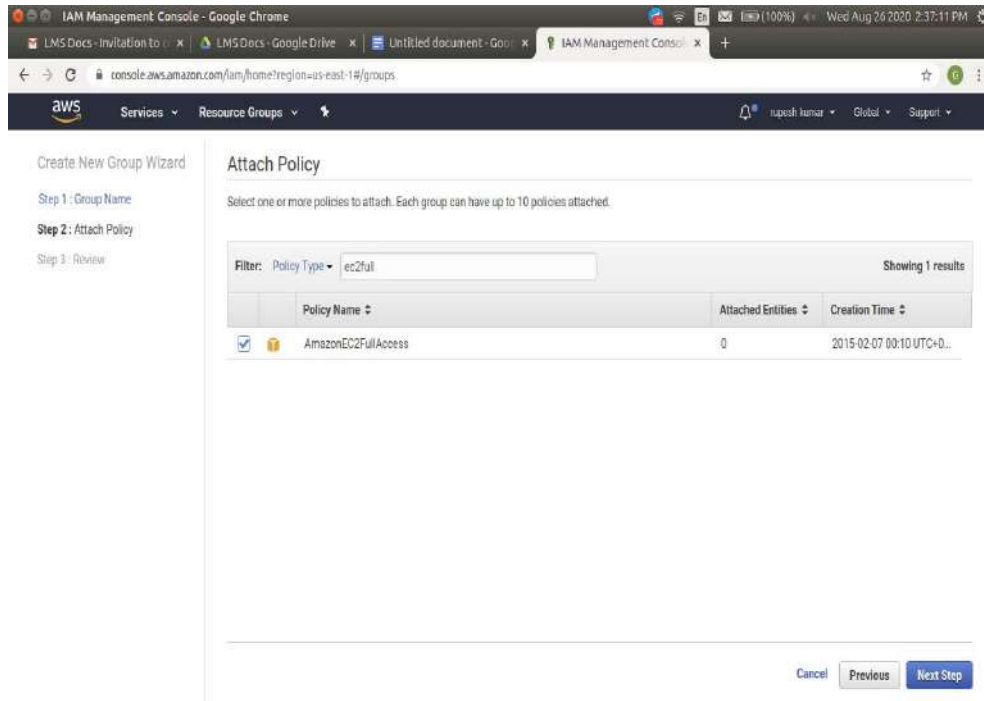 IAM Management Console - Google Chrome
En (100%) Wed Aug 26 2020 2:37:11 PM
LMS Docs - Invitation to x LMS Docs - Google Drive x Untitled document - Goo x IAM Management Consol x +
console.aws.amazon.com/iam/home?region=us-east-1#/groups G
aws Services Resource Groups rupesh kumar Global Support
Create New Group Wizard
Step 1 : Group Name
Step 2 : Attach Policy
Step 3 : Review
Attach Policy
Select one or more policies to attach. Each group can have up to 10 policies attached.
Filter: Policy Type ec2full Showing 1 results
Policy Name Attached Entities Creation Time
AmazonEC2FullAccess 0 2015-02-07 00:10 UTC+0...
Cancel Previous Next Step